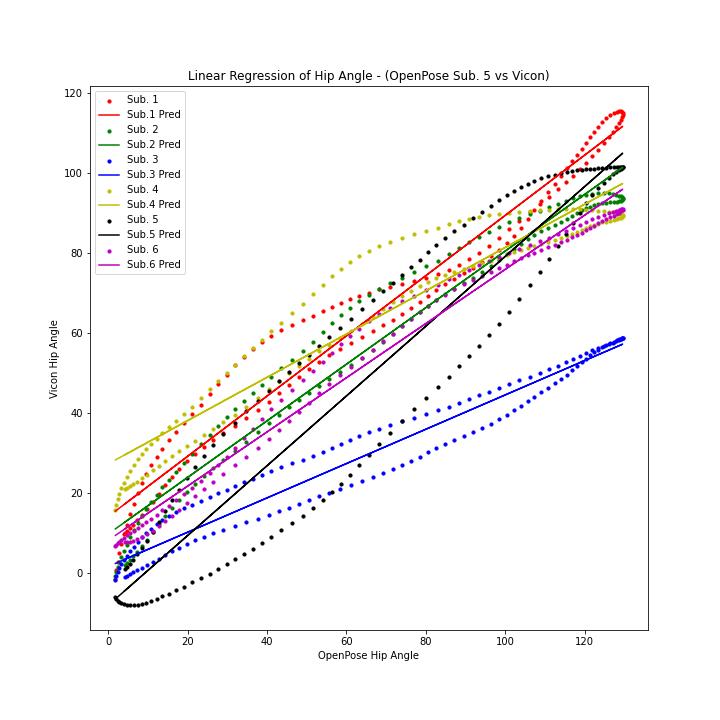 Linear Regression of Hip Angle - (OpenPose Sub. 5 vs Vicon)
120
100
80
60
40
20
0
Vicon Hip Angle
Sub. 1
Sub.1 Pred
Sub. 2
Sub.2 Pred
Sub. 3
Sub.3 Pred
Sub. 4
Sub.4 Pred
Sub. 5
Sub.5 Pred
Sub. 6
Sub.6 Pred
0 20 40 60 80 100 120
OpenPose Hip Angle